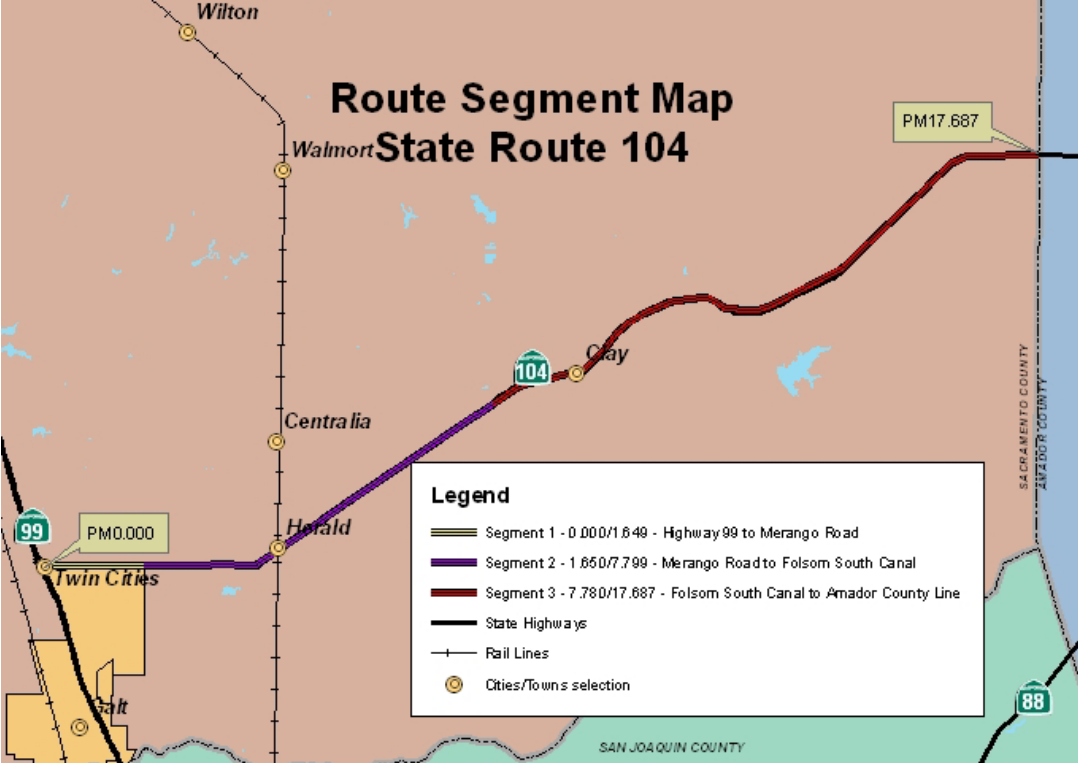 Wilton
Route Segment Map
State Route 104
PM17.687
Walmort
104
Clay
Centralia
SACRAMENTO COUNTY
AMADOR COUNTY
Herald
99
PM0.000
Twin Cities
Galt
Legend
Segment 1 - 0.000/1.649 - Highway 99 to Merango Road
Segment 2 - 1.650/7.799 - Merango Road to Folsom South Canal
Segment 3 - 7.780/17.687 - Folsom South Canal to Amador County Line
State Highways
Rail Lines
Cities/Towns selection
88
SAN JOAQUIN COUNTY